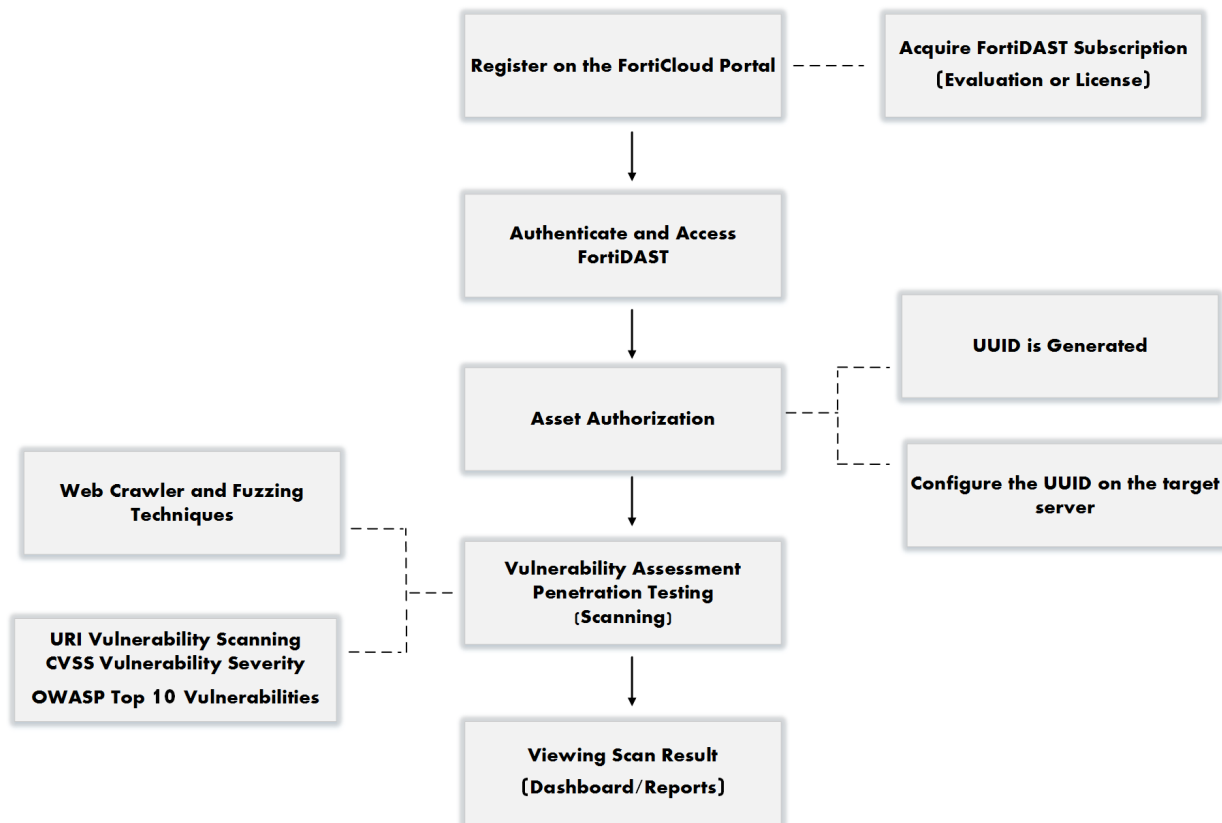 Register on the FortiCloud Portal
Acquire FortiDAST Subscription
(Evaluation or License)
Authenticate and Access
FortiDAST
Asset Authorization
UUID is Generated
Configure the UUID on the target
server
Web Crawler and Fuzzing
Techniques
Vulnerability Assessment
Penetration Testing
(Scanning)
URI Vulnerability Scanning
CVSS Vulnerability Severity
OWASP Top 10 Vulnerabilities
Viewing Scan Result
(Dashboard/Reports)